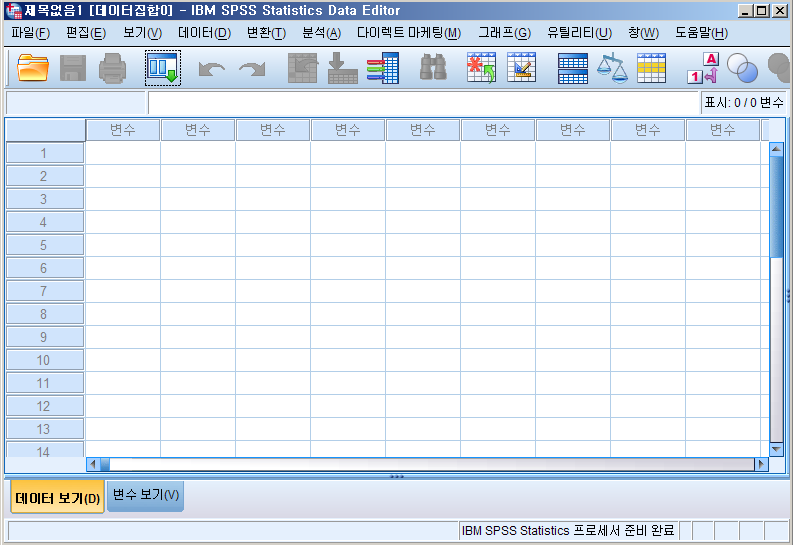 제목없음1 [데이터집합0] - IBM SPSS Statistics Data Editor
파일(F) 편집(E) 보기(V) 데이터(D) 변환(T) 분석(A) 다이렉트 마케팅(M) 그래프(G) 유틸리티(U) 창(W) 도움말(H)
A
1
표시: 0 / 0 변수
변수 변수 변수 변수 변수 변수 변수 변수 변수
1
2
3
4
5
6
7
8
9
10
11
12
13
14
데이터 보기(D) 변수 보기(V)
IBM SPSS Statistics 프로세서 준비 완료